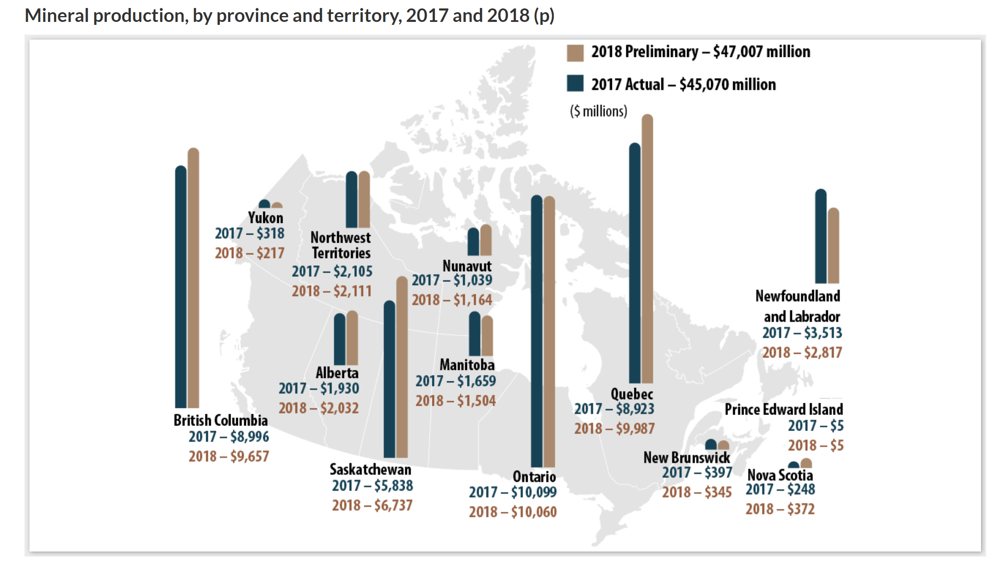 Mineral production, by province and territory, 2017 and 2018 (p)
2018 Preliminary – $47,007 million
2017 Actual – $45,070 million
($ millions)
British Columbia
2017 – $8,996
2018 – $9,657
Yukon
2017 – $318
2018 – $217
Northwest
Territories
2017 – $2,105
2018 – $2,111
Nunavut
2017 – $1,039
2018 – $1,164
Alberta
2017 – $1,930
2018 – $2,032
Saskatchewan
2017 – $5,838
2018 – $6,737
Manitoba
2017 – $1,659
2018 – $1,504
Ontario
2017 – $10,099
2018 – $10,060
Quebec
2017 – $8,923
2018 – $9,987
Newfoundland
and Labrador
2017 – $3,513
2018 – $2,817
Prince Edward Island
2017 – $5
2018 – $5
New Brunswick
2017 – $397
2018 – $345
Nova Scotia
2017 – $248
2018 – $372